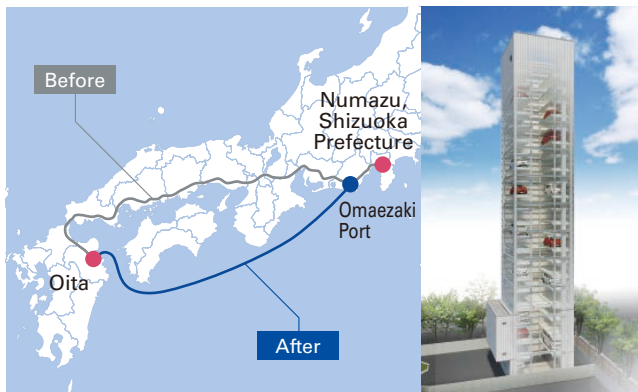 Before
Numazu,
Shizuoka
Prefecture
Omaezaki
Port
Oita
After